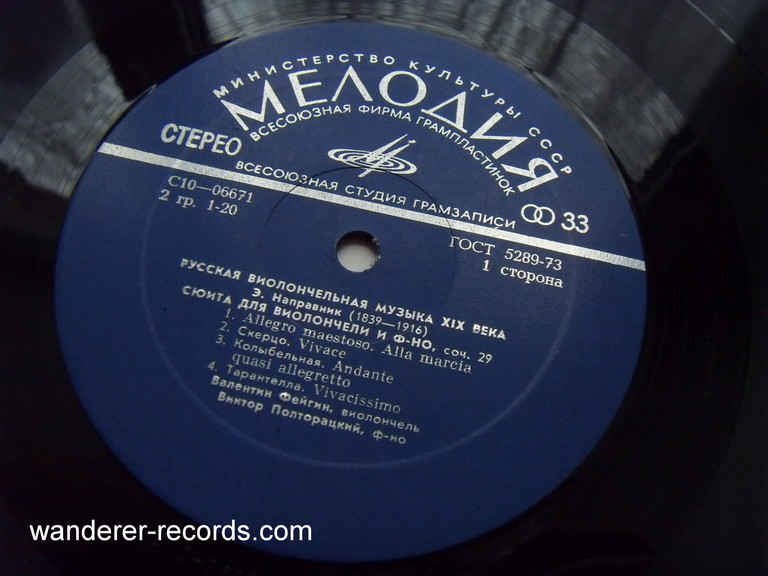 МИНИСТЕРСТВО КУЛЬТУРЫ СССР
МЕЛОДИЯ
ВСЕСОЮЗНАЯ ФИРМА ГРАМПЛАСТИНОК
СТЕРЕО
ВСЕСОЮЗНАЯ СТУДИЯ ГРАМЗАПИСИ
33
С10—06671
2 гр. 1-20
ГОСТ 5289-73
1 сторона
РУССКАЯ ВИОЛОНЧЕЛЬНАЯ МУЗЫКА XIX ВЕКА
Э. Направник (1839—1916)
СЮИТА ДЛЯ ВИОЛОНЧЕЛИ И Ф-НО, соч. 29
1. Allegro maestoso. Alla marcia
2. Скерцо. Vivace
3. Колыбельная. Andante
quasi allegretto
4. Тарантелла. Vivacissimo
Валентин Фейгин, виолончель
Виктор Полторацкий, ф-но
wanderer-records.com